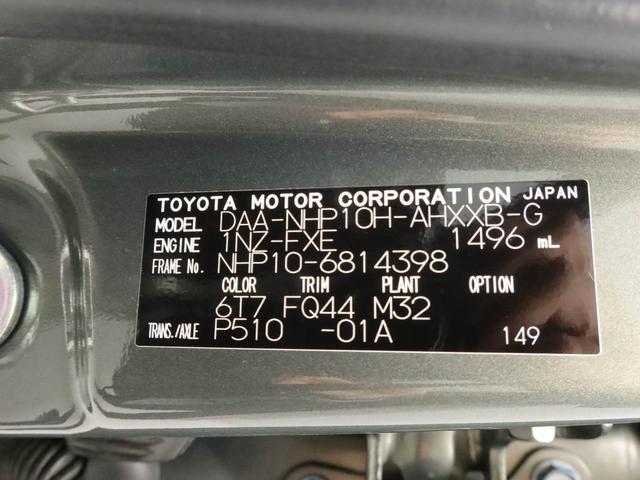 TOYOTA MOTOR CORPORATION JAPAN
MODEL DAA-NHP10H-AHXXB-G
ENGINE 1NZ-FXE 1496 mL
FRAME No. NHP10-6814398
COLOR TRIM PLANT OPTION
6T7 FQ44 M32
TRANS./AXLE P510 -01A 149